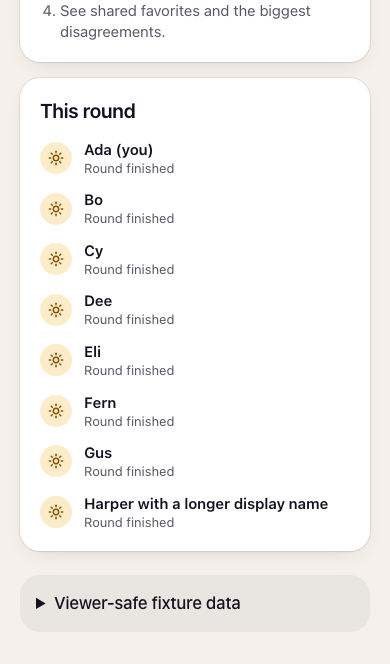 4. See shared favorites and the biggest
disagreements.
This round
Ada (you)
Round finished
Bo
Round finished
Cy
Round finished
Dee
Round finished
Eli
Round finished
Fern
Round finished
Gus
Round finished
Harper with a longer display name
Round finished
Viewer-safe fixture data